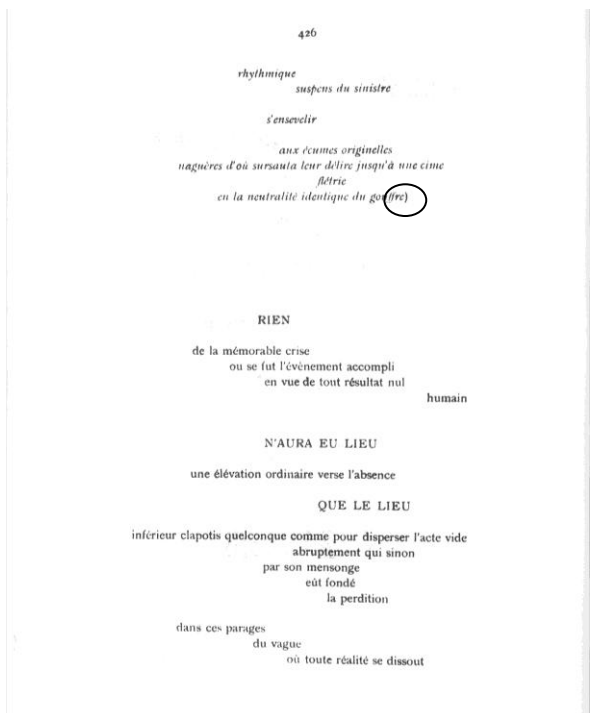 426
rhythmique
suspens du sinistre
s'ensevelir
aux écumes originelles
naguères d'où sursauta leur délire jusqu'à une cime
flétrie
en la neutralité identique du gouffre)
RIEN
de la mémorable crise
ou se fut l'évènement accompli
en vue de tout résultat nul
humain
N'AURA EU LIEU
une élévation ordinaire verse l'absence
QUE LE LIEU
inférieur clapotis quelconque comme pour disperser l'acte vide
abruptement qui sinon
par son mensonge
eût fondé
la perdition
dans ces parages
du vague
où toute réalité se dissout